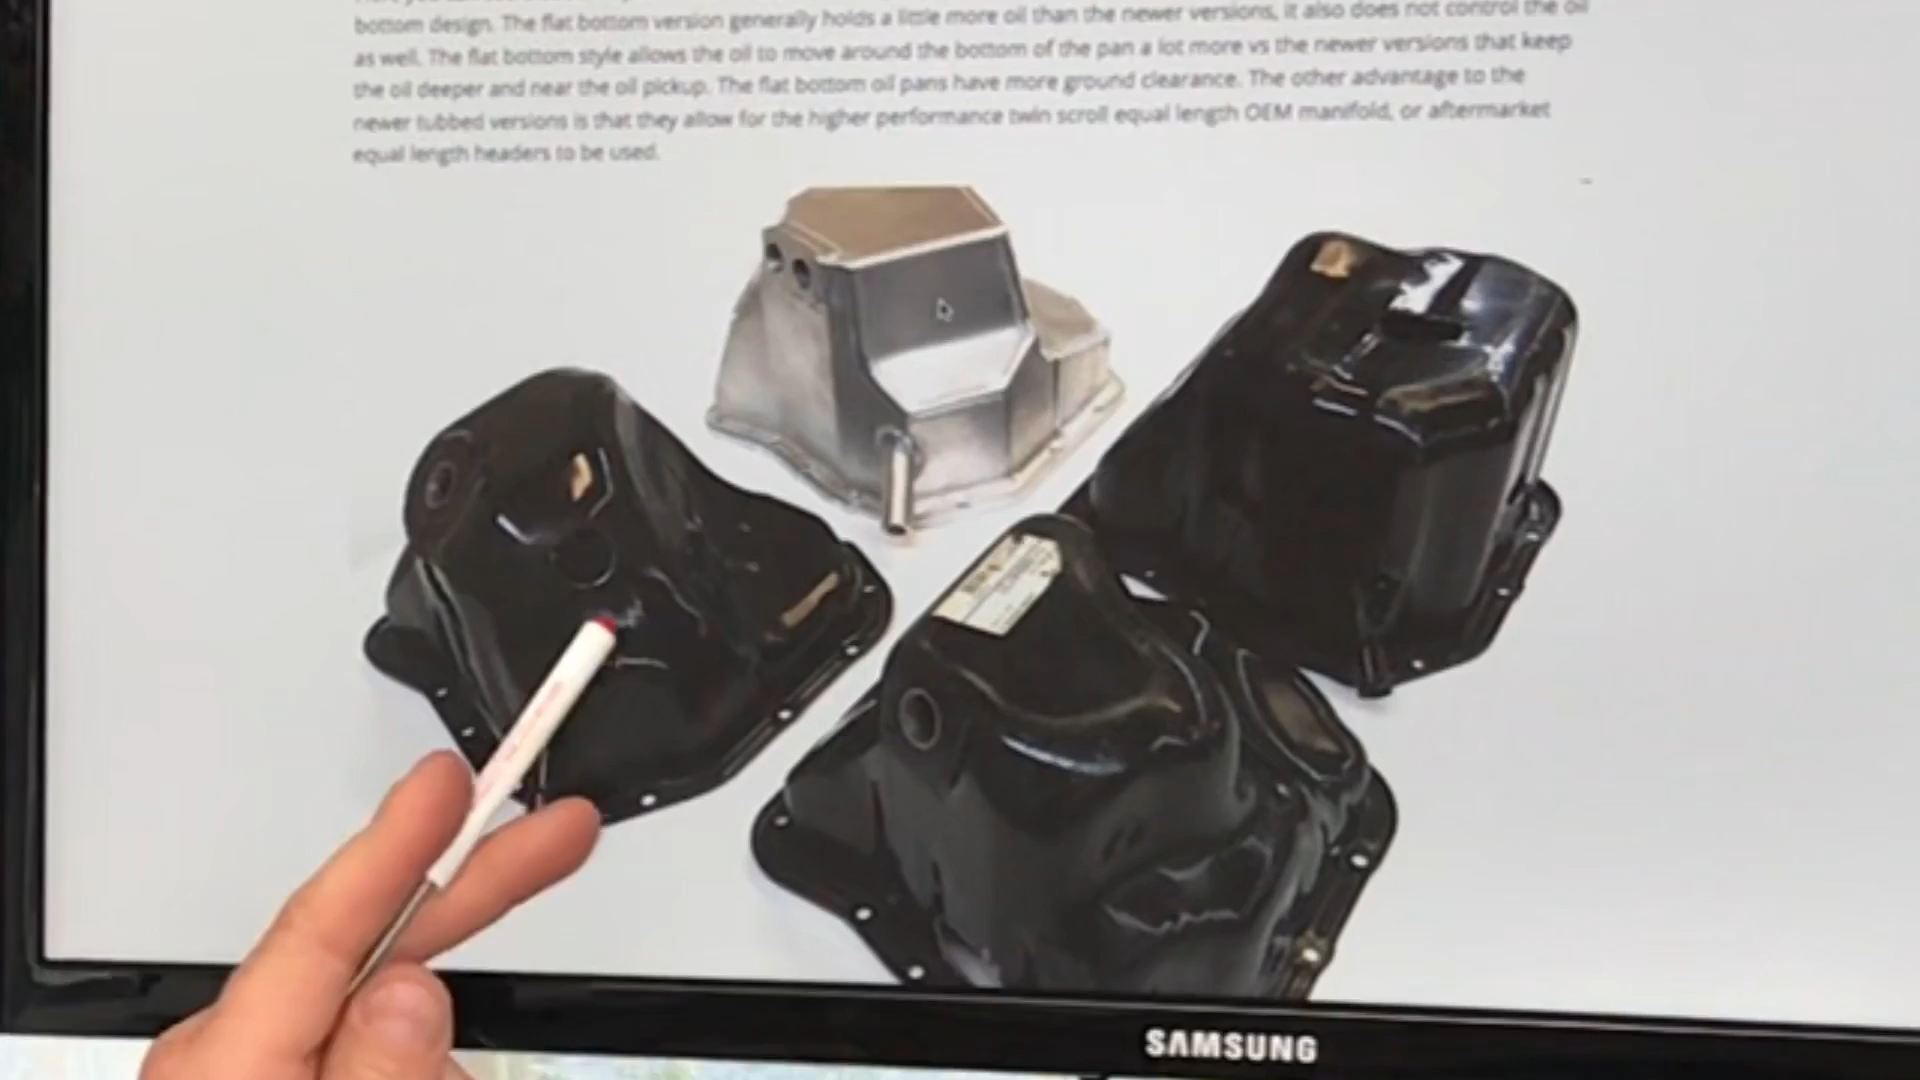 bottom design. The flat bottom version generally holds a little more oil than the newer versions, it also does not control the oil
as well. The flat bottom style allows the oil to move around the bottom of the pan a lot more vs the newer versions that keep
the oil deeper and near the oil pickup. The flat bottom oil pans have more ground clearance. The other advantage to the
newer tubbed versions is that they allow for the higher performance twin scroll equal length OEM manifold, or aftermarket
equal length headers to be used.
SAMSUNG